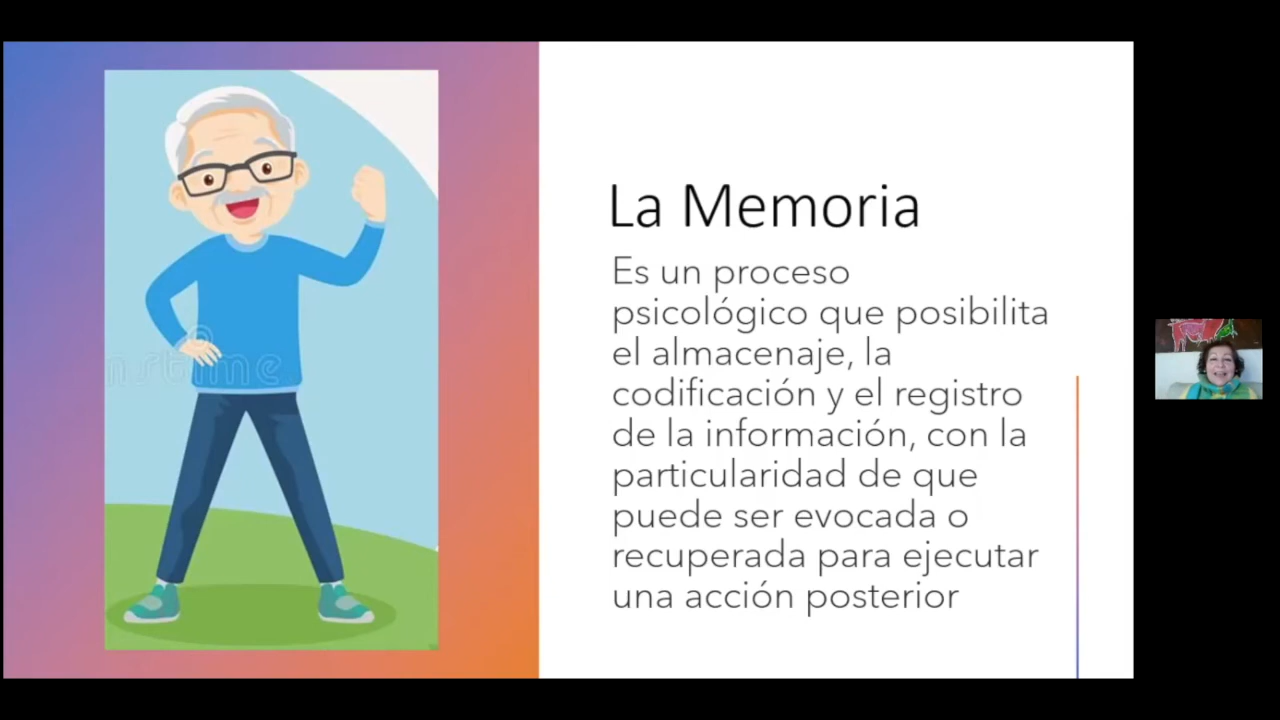 La Memoria
Es un proceso
psicológico que posibilita
el almacenaje, la
codificación y el registro
de la información, con la
particularidad de que
puede ser evocada o
recuperada para ejecutar
una acción posterior